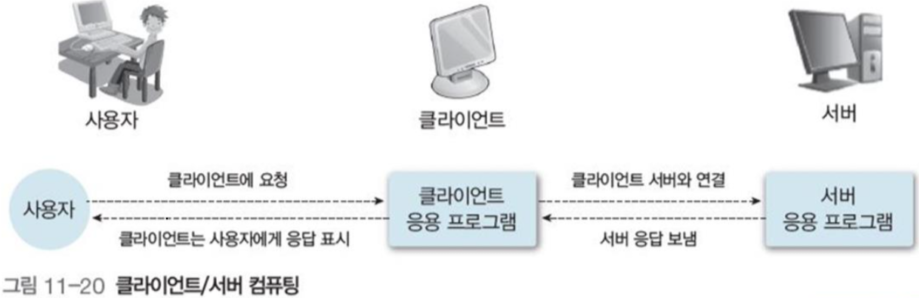 사용자
클라이언트
서버
클라이언트에 요청
클라이언트 서버와 연결
사용자
클라이언트
응용 프로그램
서버
응용 프로그램
클라이언트는 사용자에게 응답 표시
서버 응답 보냄
그림 11-20 클라이언트/서버 컴퓨팅